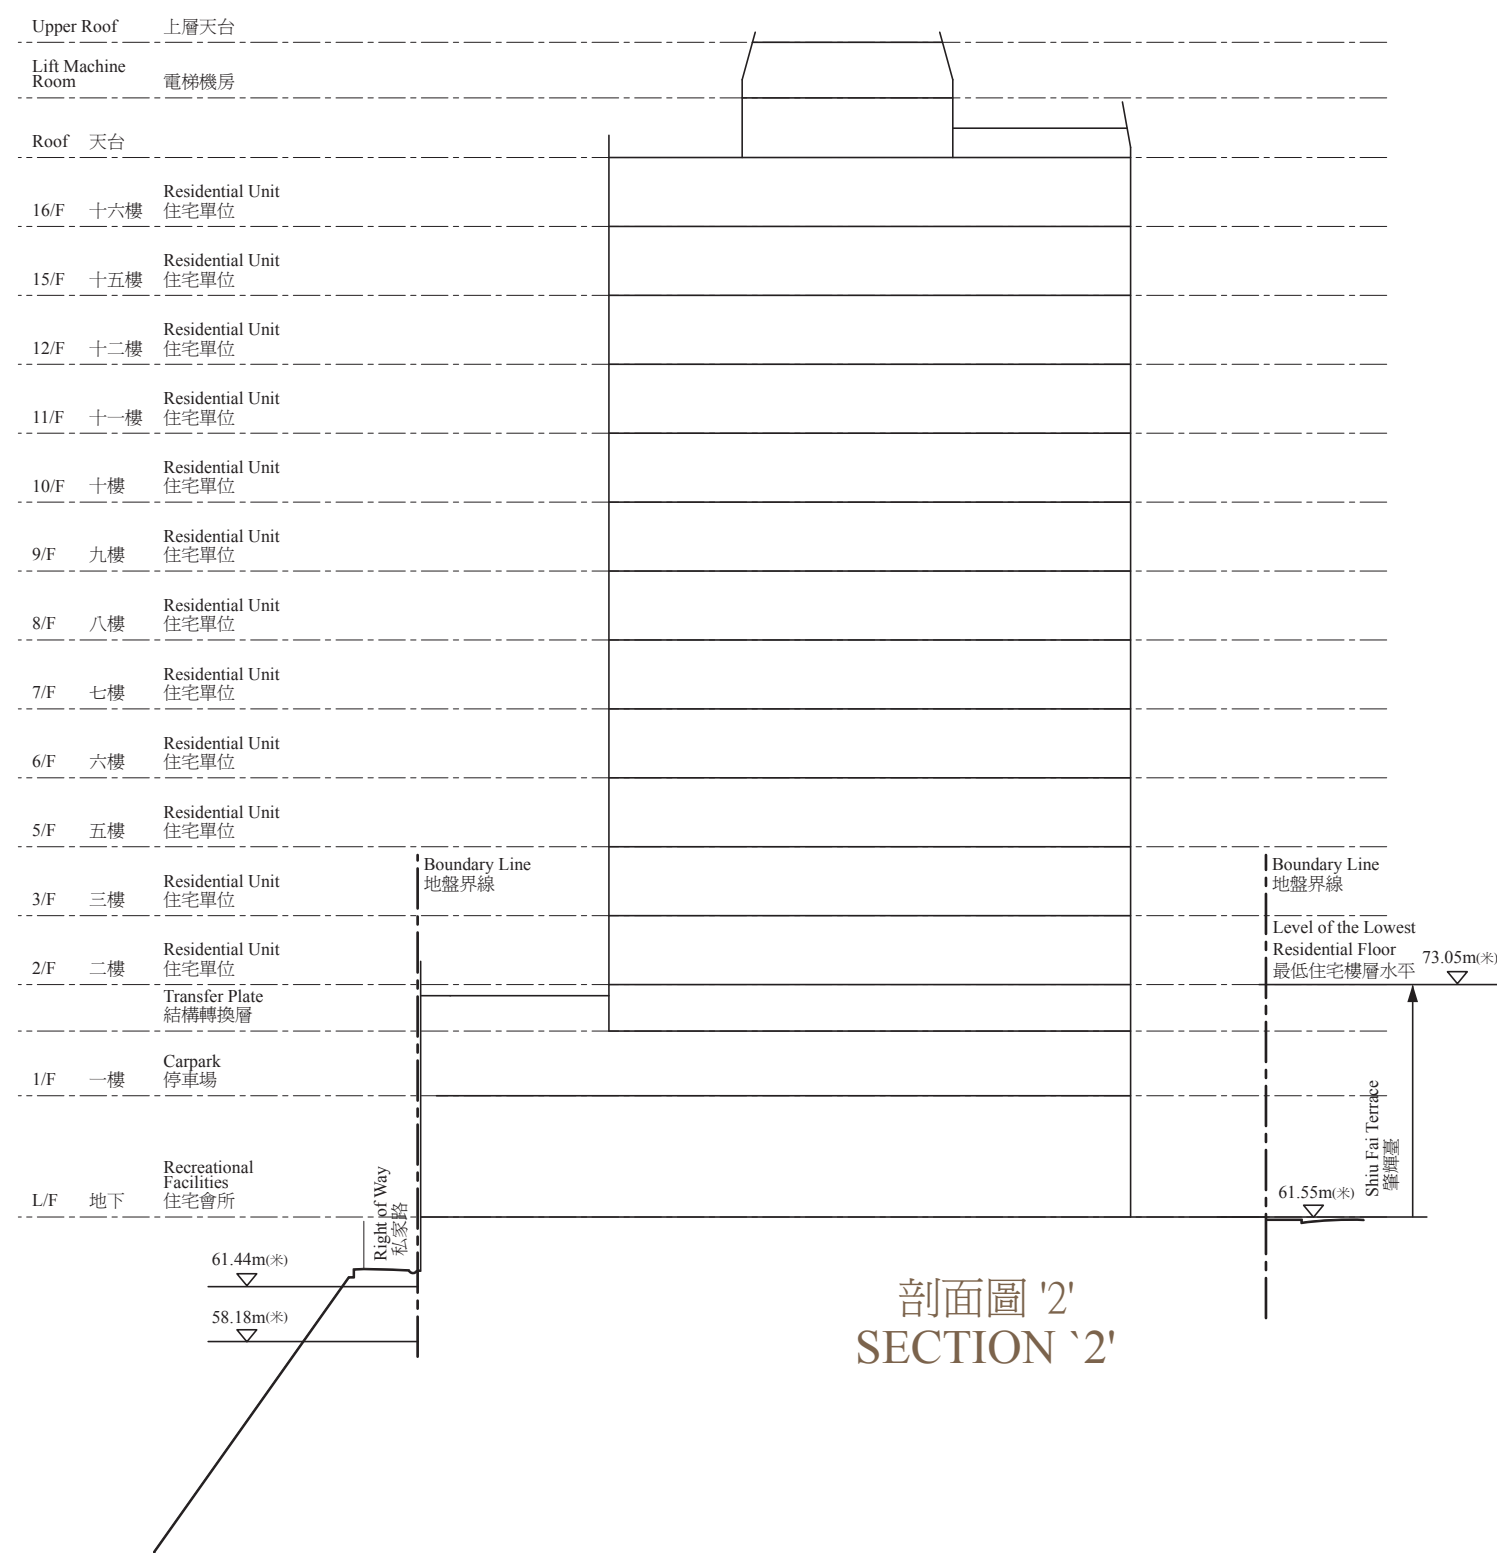 Upper Roof 上層天台
Lift Machine
Room 電梯機房
Roof 天台
Residential Unit
16/F 十六樓 住宅單位
Residential Unit
15/F 十五樓 住宅單位
Residential Unit
12/F 十二樓 住宅單位
Residential Unit
11/F 十一樓 住宅單位
Residential Unit
10/F 十樓 住宅單位
Residential Unit
9/F 九樓 住宅單位
Residential Unit
8/F 八樓 住宅單位
Residential Unit
7/F 七樓 住宅單位
Residential Unit
6/F 六樓 住宅單位
Residential Unit
5/F 五樓 住宅單位
Boundary Line
地盤界線
Boundary Line
地盤界線
Residential Unit
3/F 三樓 住宅單位
Level of the Lowest
Residential Floor
最低住宅樓層水平
73.05m(米)
Residential Unit
2/F 二樓 住宅單位
Transfer Plate
結構轉換層
Carpark
1/F 一樓 停車場
Recreational
Facilities
L/F 地下 住宅會所
Right of Way
私家路
Shiu Fai Terrace
肇輝臺
61.55m(米)
61.44m(米)
58.18m(米)
剖面圖 '2'
SECTION `2'